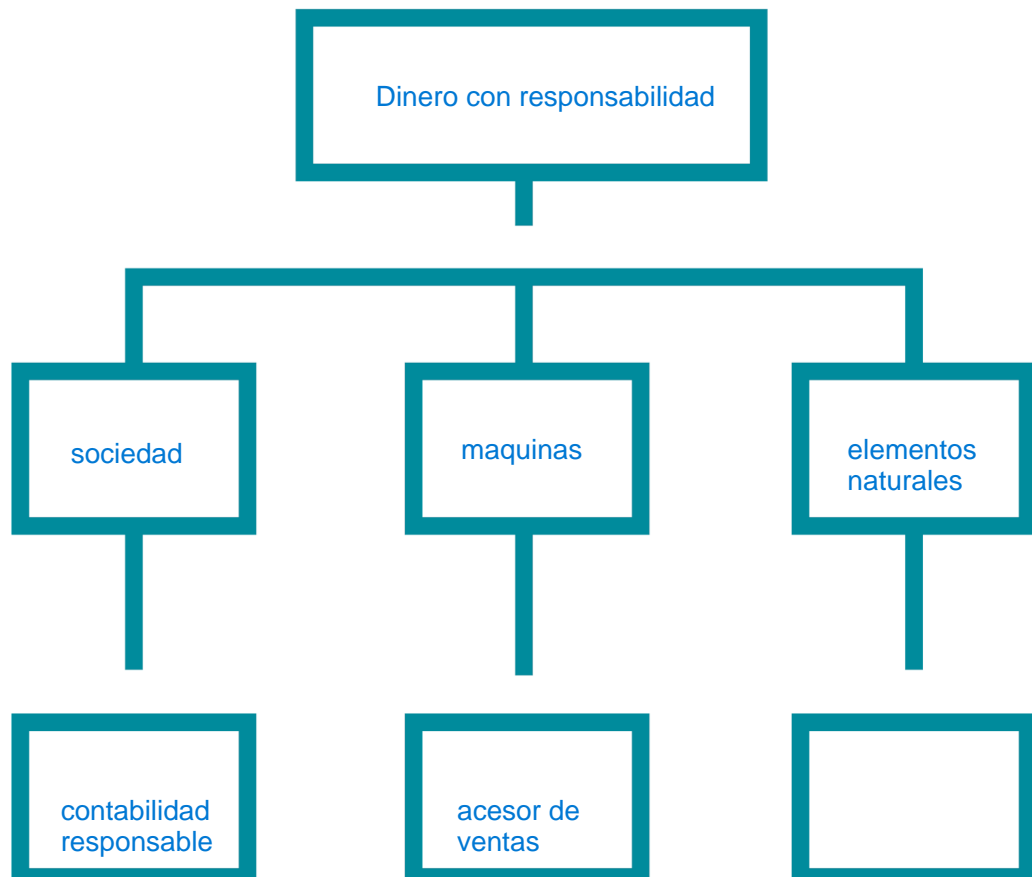 Dinero con responsabilidad
sociedad
maquinas
elementos
naturales
contabilidad
responsable
acesor de
ventas